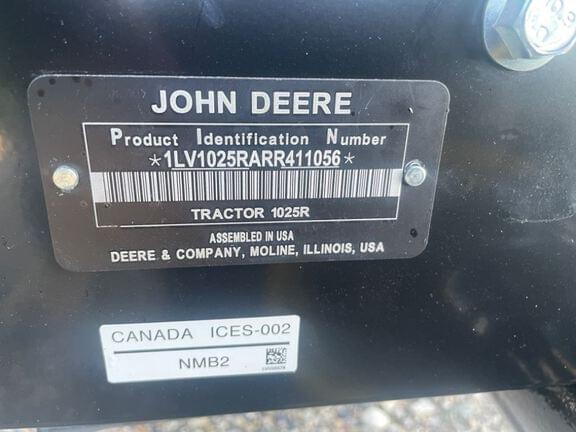 JOHN DEERE
Product Identification Number
*1LV1025RARR411056*
TRACTOR 1025R
ASSEMBLED IN USA
DEERE & COMPANY, MOLINE, ILLINOIS, USA
CANADA ICES-002
NMB2